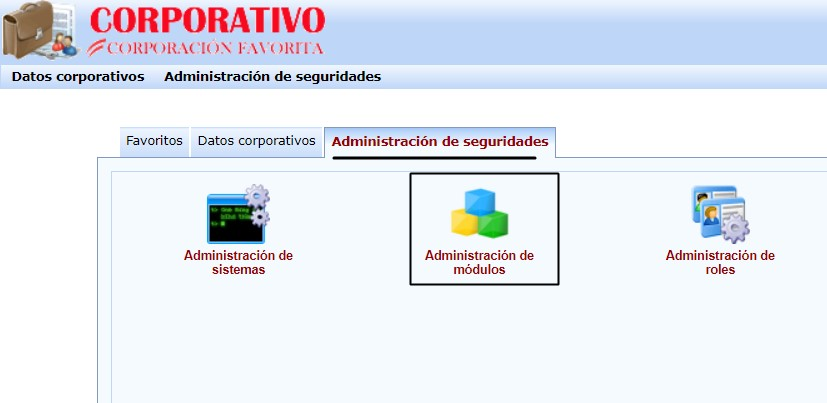 CORPORATIVO
CORPORACIÓN FAVORITA
Datos corporativos Administración de seguridades
Favoritos Datos corporativos Administración de seguridades
Administración de sistemas
Administración de módulos
Administración de roles